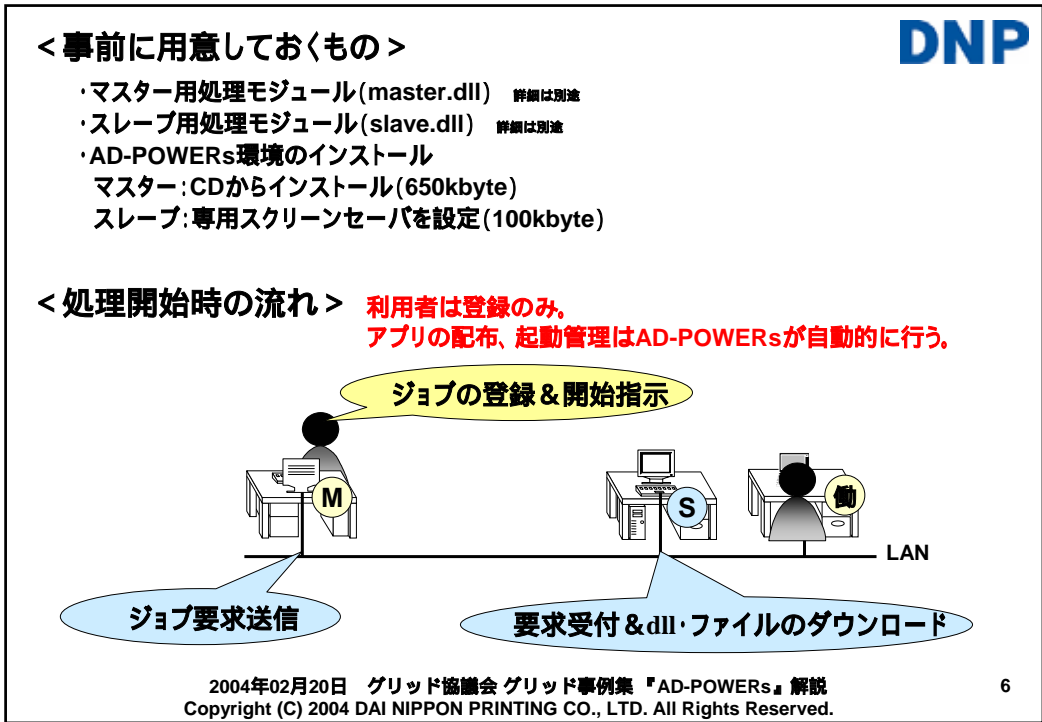 <事前に用意しておくもの>
DNP
・マスター用処理モジュール(master.dll) 詳細は別途
・スレーブ用処理モジュール(slave.dll) 詳細は別途
・AD-POWERs環境のインストール
マスター:CDからインストール(650kbyte)
スレーブ:専用スクリーンセーバを設定(100kbyte)
<処理開始時の流れ>
利用者は登録のみ。
アプリの配布、起動管理はAD-POWERsが自動的に行う。
ジョブの登録&開始指示
M
S
働
LAN
ジョブ要求送信
要求受付&dll・ファイルのダウンロード
2004年02月20日 グリッド協議会 グリッド事例集 『AD-POWERs』解説
6
Copyright (C) 2004 DAI NIPPON PRINTING CO., LTD. All Rights Reserved.